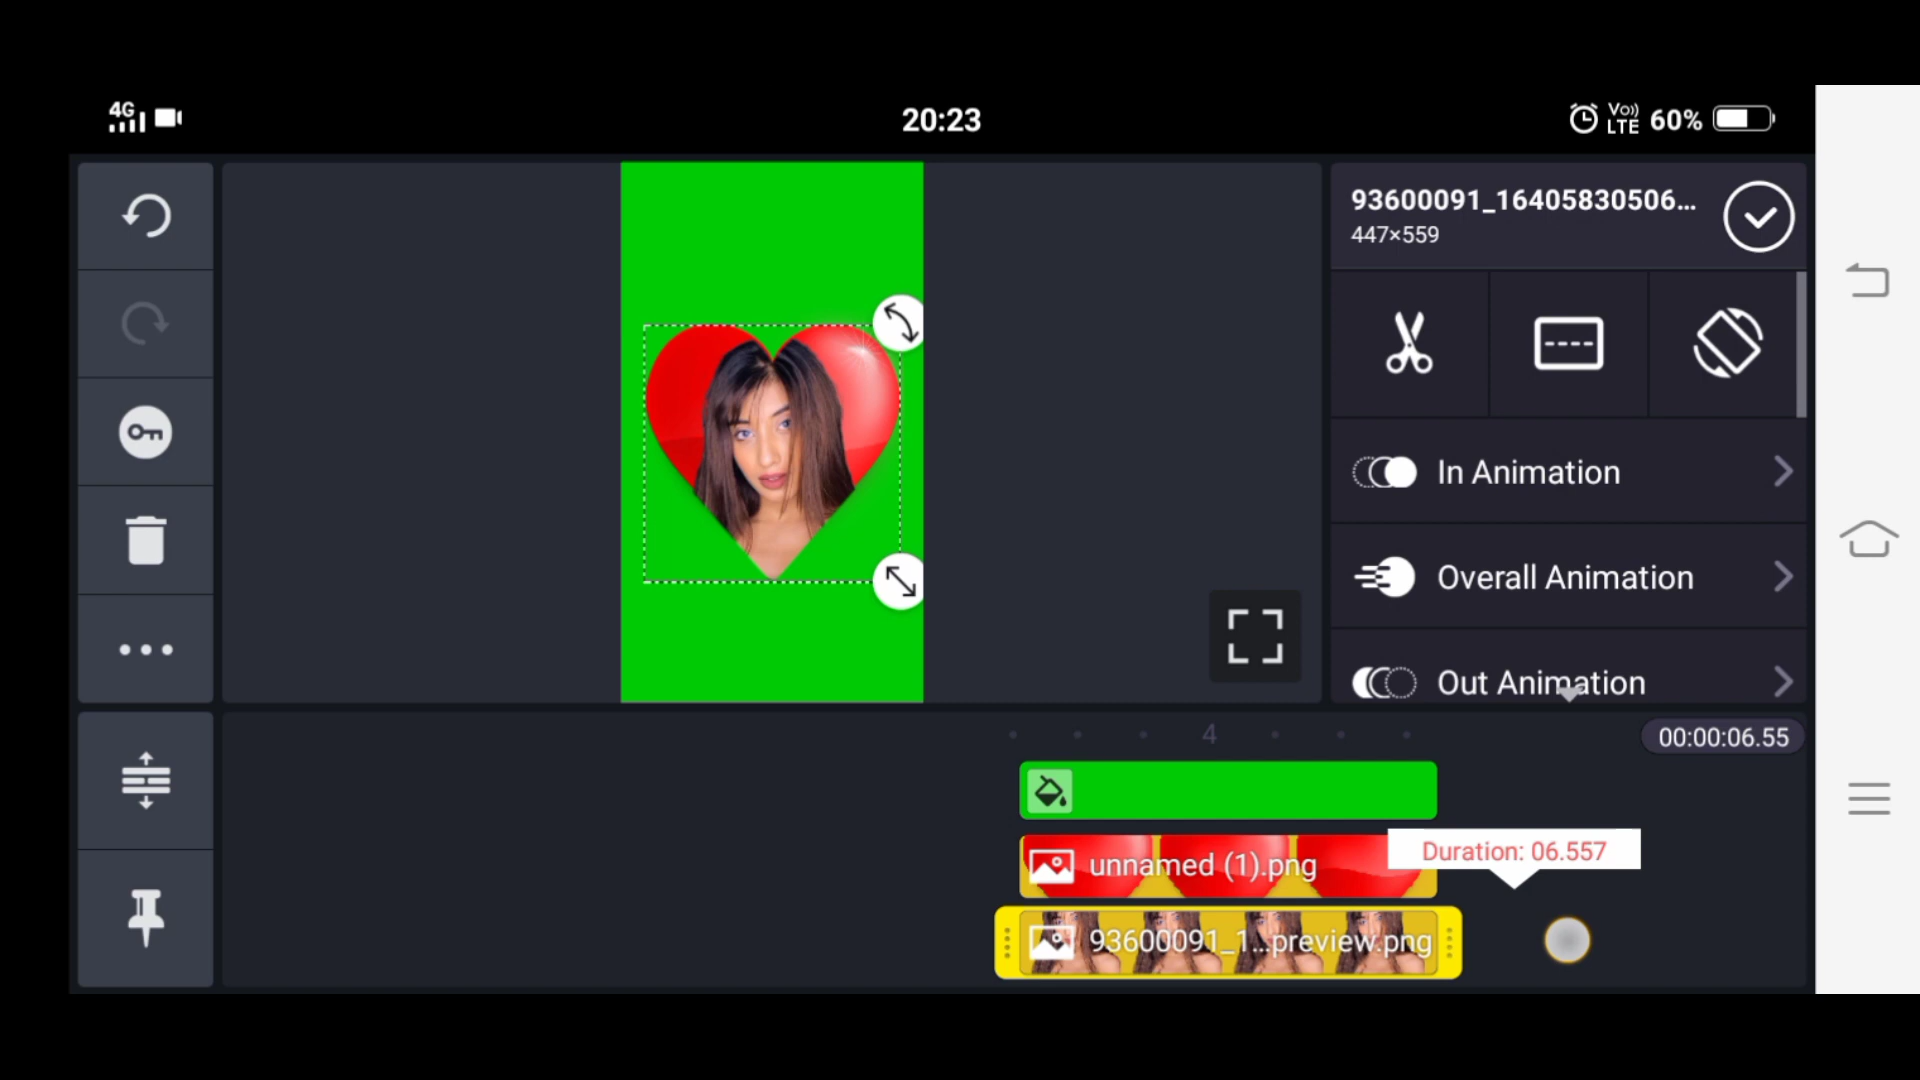 4G
20:23
Vo))
LTE
60%
93600091_16405830506...
447×559
In Animation
Overall Animation
Out Animation
4
00:00:06.55
unnamed (1).png
Duration: 06.557
93600091_1...preview.png